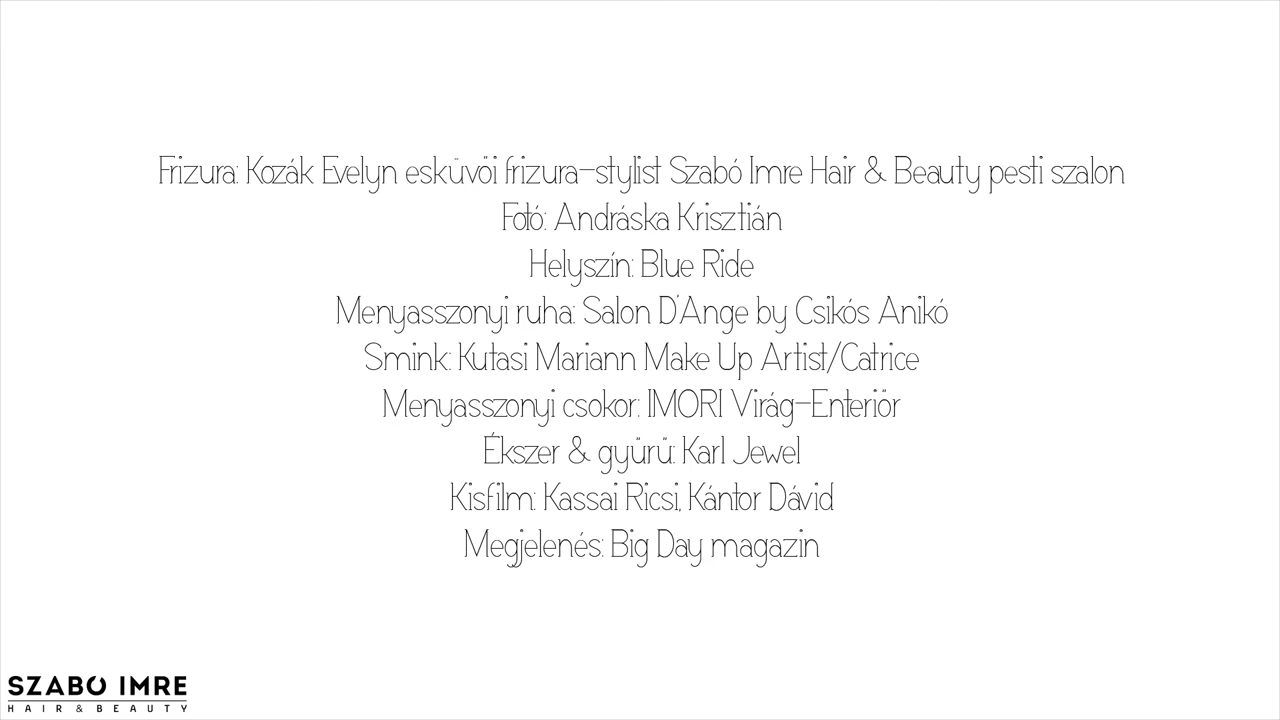 Frizura: Kozák Evelyn esküvői frizura-stylist Szabó Imre Hair & Beauty pesti szalon
Fotó: Andráska Krisztián
Helyszín: Blue Ride
Menyasszonyi ruha: Salon D'Ange by Csikós Anikó
Smink: Kutasi Mariann Make Up Artist/Catrice
Menyasszonyi csokor: IMORI Virág-Enteriőr
Ékszer & gyűrű: Karl Jewel
Kisfilm: Kassai Ricsi, Kántor Dávid
Megjelenés: Big Day magazin
SZABÓ IMRE
HAIR & BEAUTY